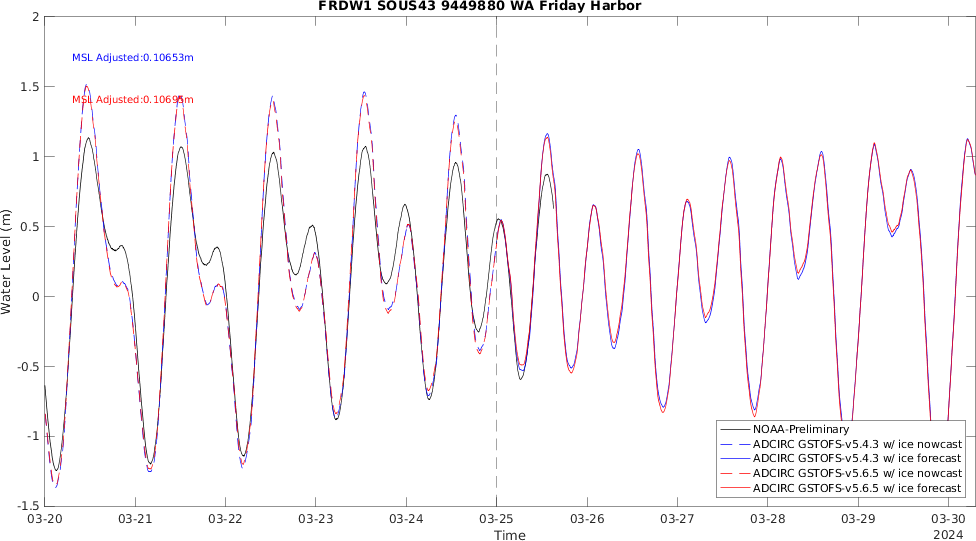 FRDW1 SOUS43 9449880 WA Friday Harbor
2
1.5
1
0.5
0
-0.5
-1
-1.5
Water Level (m)
MSL Adjusted:0.10653m
MSL Adjusted:0.10695m
NOAA-Preliminary
ADCIRC GSTOFS-v5.4.3 w/ ice nowcast
ADCIRC GSTOFS-v5.4.3 w/ ice forecast
ADCIRC GSTOFS-v5.6.5 w/ ice nowcast
ADCIRC GSTOFS-v5.6.5 w/ ice forecast
03-20 03-21 03-22 03-23 03-24 03-25 03-26 03-27 03-28 03-29 03-30
2024
Time